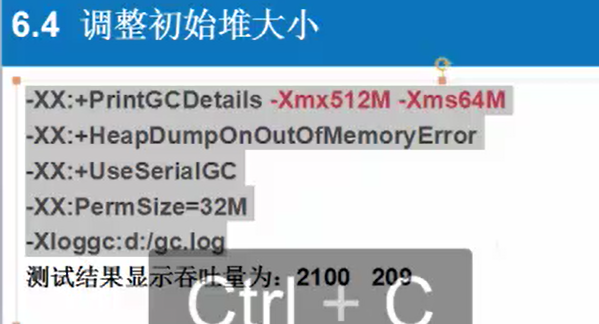 6.4 调整初始堆大小
-XX:+PrintGCDetails -Xmx512M -Xms64M
-XX:+HeapDumpOnOutOfMemoryError
-XX:+UseSerialGC
-XX:PermSize=32M
-Xloggc:d:/gc.log
测试结果显示吞吐量为：2100 209
Ctrl + C